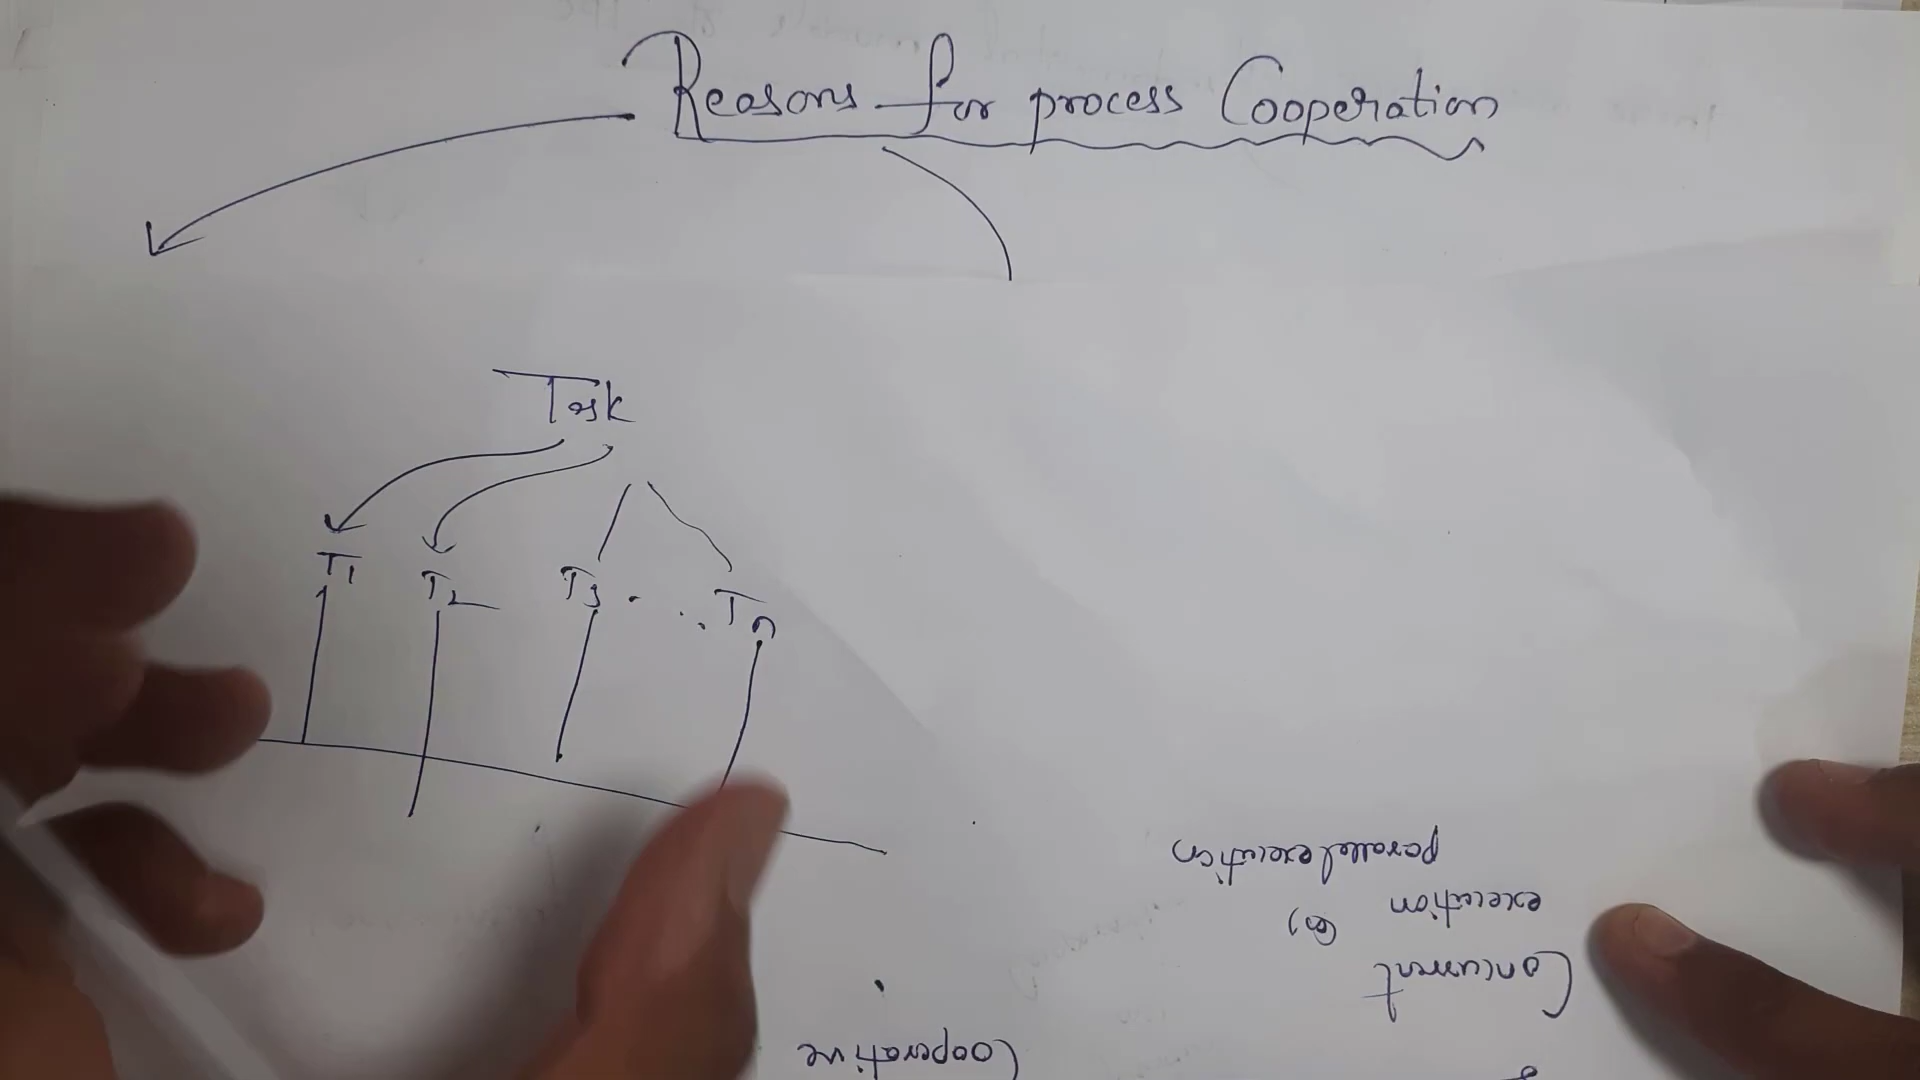 Reasons for process Cooperation
Task
T1 T2 T3 . . . Tn
parallel execution
execution (or)
Concurrent
Cooperative